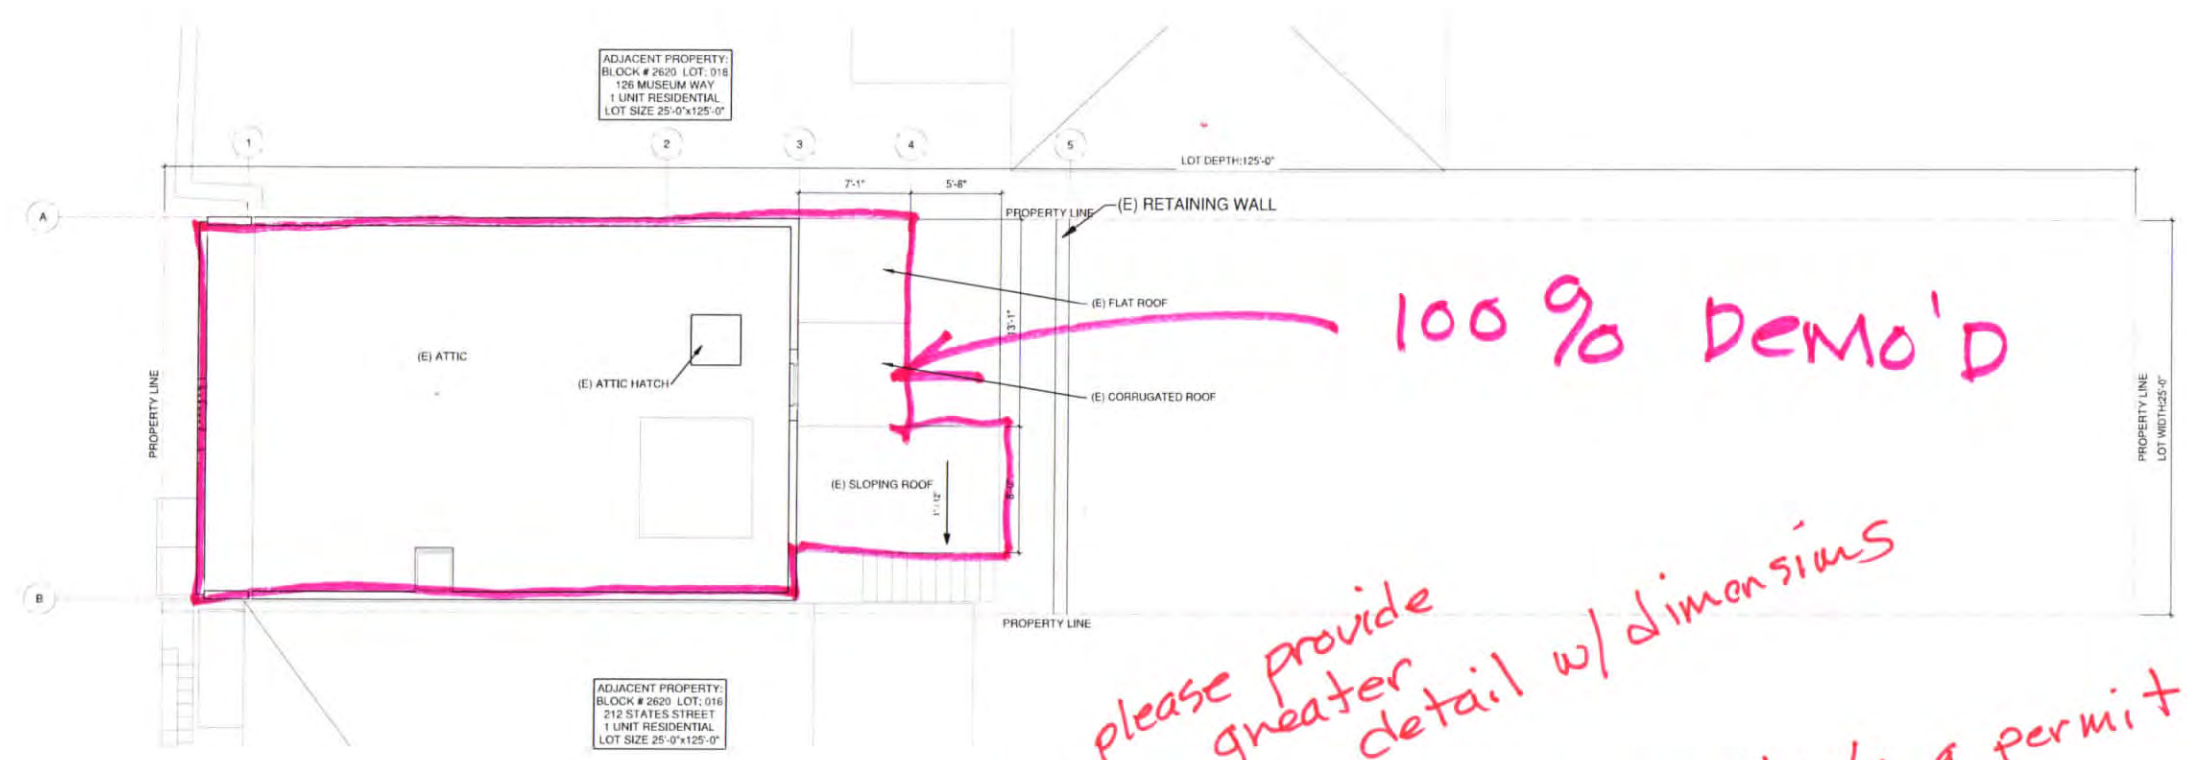 ADJACENT PROPERTY:
BLOCK # 2620 LOT: 018
126 MUSEUM WAY
1 UNIT RESIDENTIAL
LOT SIZE 25'-0"x125'-0"
1
2
3
4
5
LOT DEPTH:125'-0"
7'-1"
5'-8"
A
PROPERTY LINE
(E) RETAINING WALL
(E) FLAT ROOF
13'-1"
100% DEMO'D
(E) ATTIC
(E) ATTIC HATCH
(E) CORRUGATED ROOF
PROPERTY LINE
PROPERTY LINE
LOT WIDTH:25'-0"
(E) SLOPING ROOF
8'-0"
B
PROPERTY LINE
please provide
greater
detail w/ dimensions
a permit
ADJACENT PROPERTY:
BLOCK # 2620 LOT: 016
212 STATES STREET
1 UNIT RESIDENTIAL
LOT SIZE 25'-0"x125'-0"